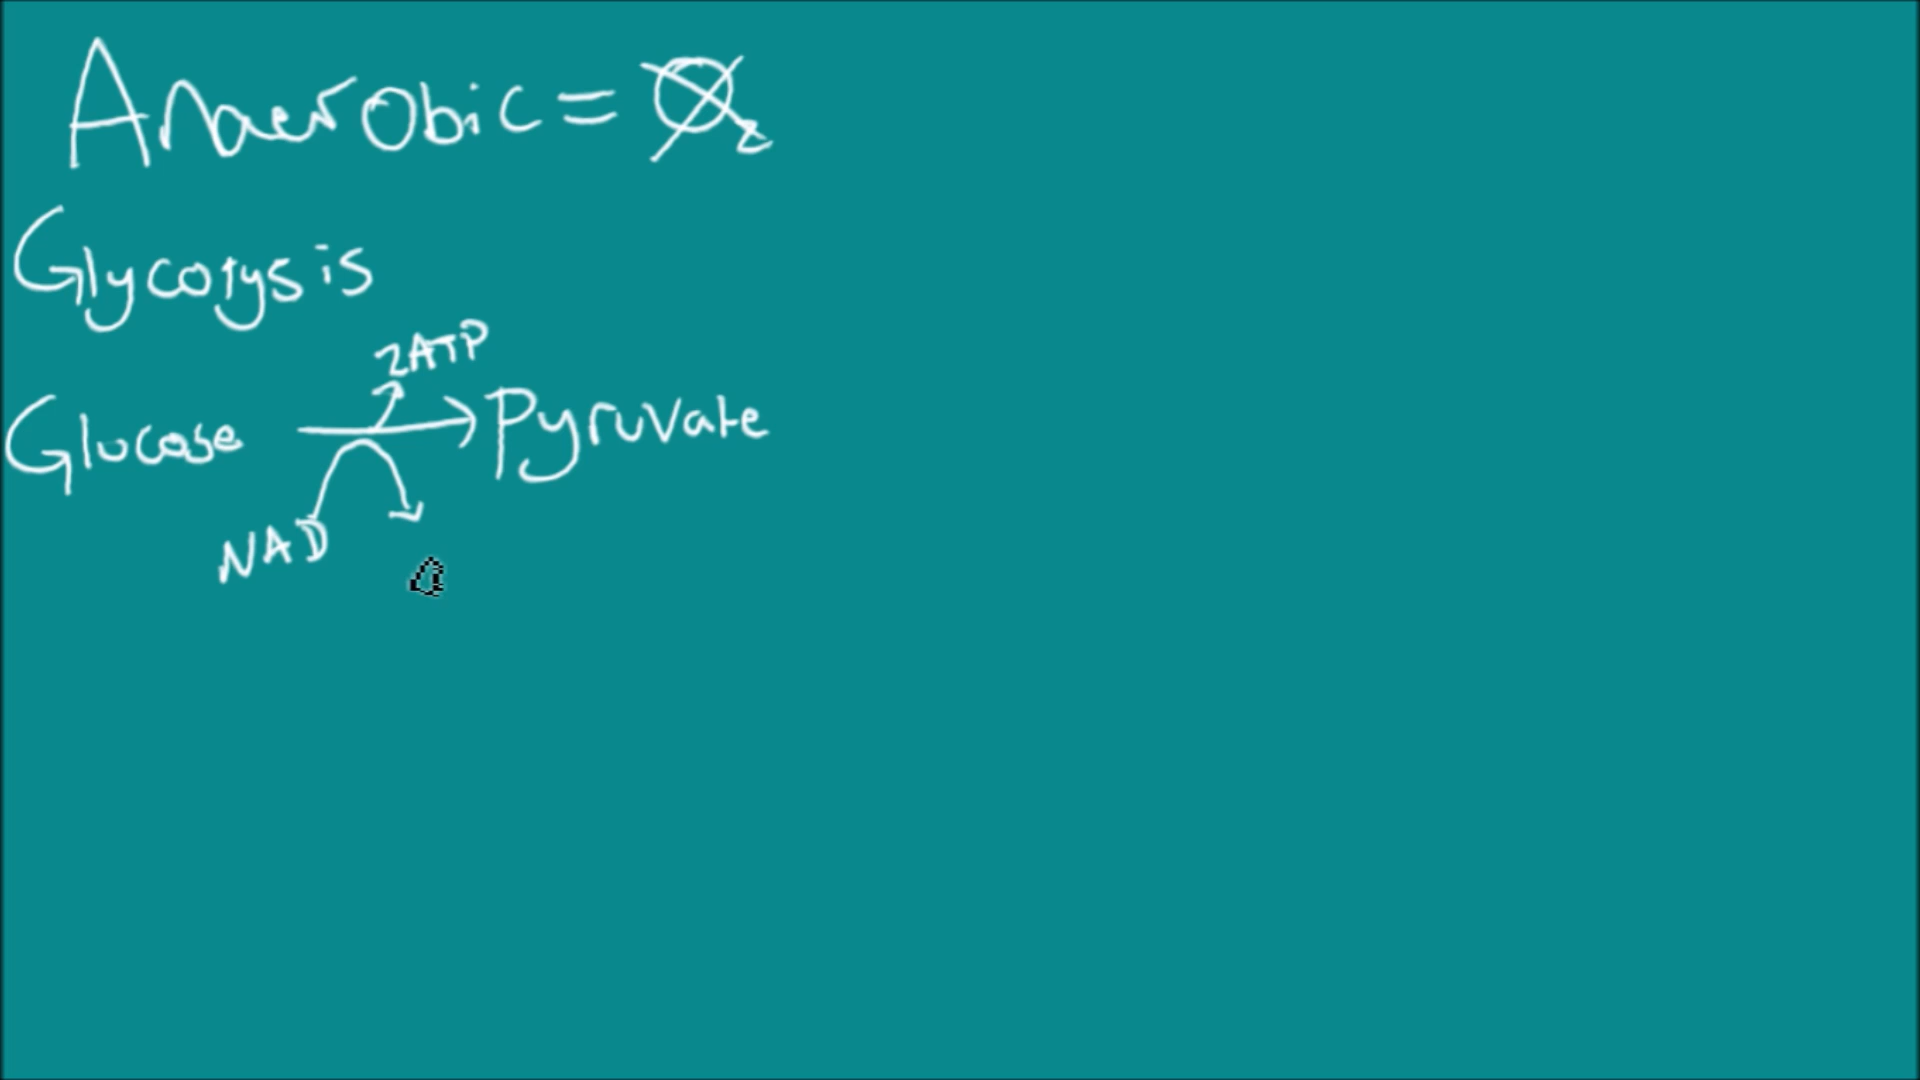 Anaerobic = O2
Glycolysis
2ATP
Glucose → Pyruvate
NAD